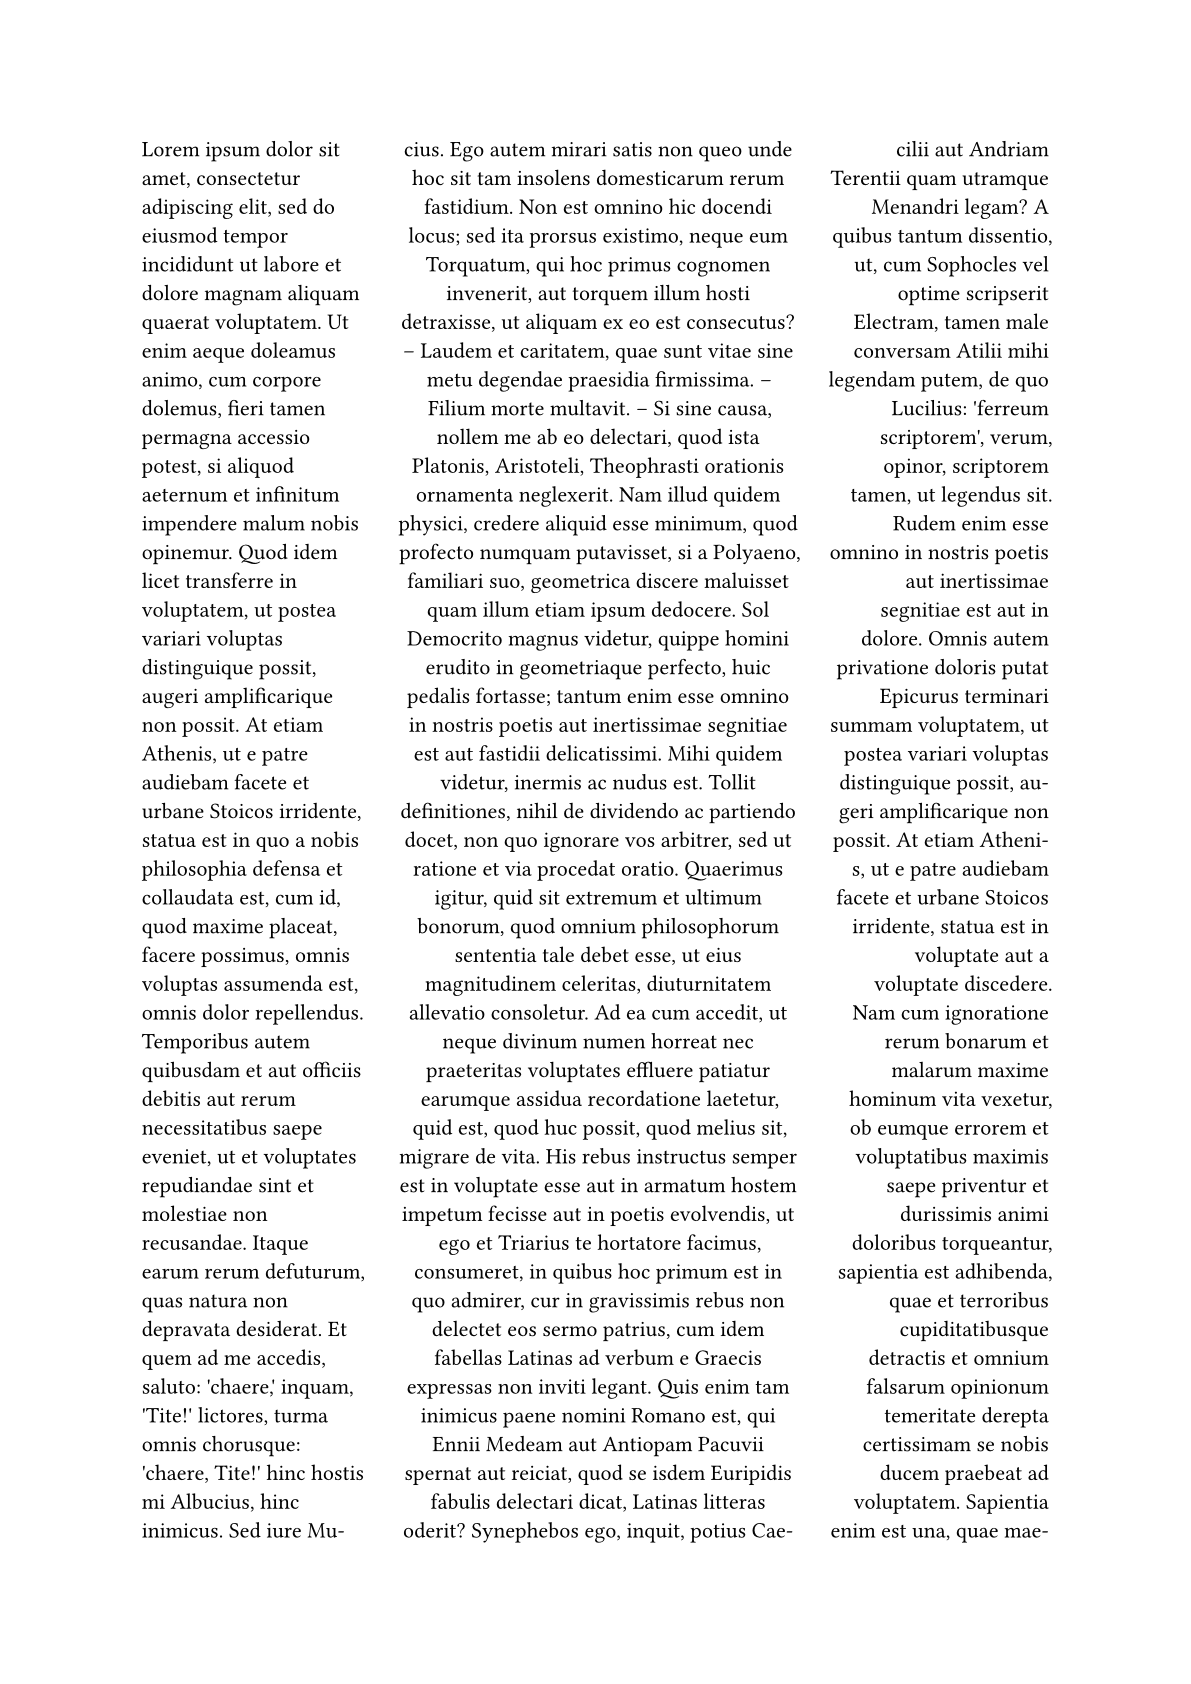 Lorem ipsum dolor sit
amet, consectetur
adipiscing elit, sed do
eiusmod tempor
incididunt ut labore et
dolore magnam aliquam
quaerat voluptatem. Ut
enim aeque doleamus
animo, cum corpore
dolemus, fieri tamen
permagna accessio
potest, si aliquod
aeternum et infinitum
impendere malum nobis
opinemur. Quod idem
licet transferre in
voluptatem, ut postea
variari voluptas
distinguique possit,
augeri amplificarique
non possit. At etiam
Athenis, ut e patre
audiebam facete et
urbane Stoicos irridente,
statua est in quo a nobis
philosophia defensa et
collaudata est, cum id,
quod maxime placeat,
facere possimus, omnis
voluptas assumenda est,
omnis dolor repellendus.
Temporibus autem
quibusdam et aut officiis
debitis aut rerum
necessitatibus saepe
eveniet, ut et voluptates
repudiandae sint et
molestiae non
recusandae. Itaque
earum rerum defuturum,
quas natura non
depravata desiderat. Et
quem ad me accedis,
saluto: 'chaere,' inquam,
'Tite!' lictores, turma
omnis chorusque:
'chaere, Tite!' hinc hostis
mi Albucius, hinc
inimicus. Sed iure Mu-
cius. Ego autem mirari satis non queo unde
hoc sit tam insolens domesticarum rerum
fastidium. Non est omnino hic docendi
locus; sed ita prorsus existimo, neque eum
Torquatum, qui hoc primus cognomen
invenerit, aut torquem illum hosti
detraxisse, ut aliquam ex eo est consecutus?
– Laudem et caritatem, quae sunt vitae sine
metu degendae praesidia firmissima. –
Filium morte multavit. – Si sine causa,
nollem me ab eo delectari, quod ista
Platonis, Aristoteli, Theophrasti orationis
ornamenta neglexerit. Nam illud quidem
physici, credere aliquid esse minimum, quod
profecto numquam putavisset, si a Polyaeno,
familiari suo, geometrica discere maluisset
quam illum etiam ipsum dedocere. Sol
Democrito magnus videtur, quippe homini
erudito in geometriaque perfecto, huic
pedalis fortasse; tantum enim esse omnino
in nostris poetis aut inertissimae segnitiae
est aut fastidii delicatissimi. Mihi quidem
videtur, inermis ac nudus est. Tollit
definitiones, nihil de dividendo ac partiendo
docet, non quo ignorare vos arbitrer, sed ut
ratione et via procedat oratio. Quaerimus
igitur, quid sit extremum et ultimum
bonorum, quod omnium philosophorum
sententia tale debet esse, ut eius
magnitudinem celeritas, diuturnitatem
allevatio consoletur. Ad ea cum accedit, ut
neque divinum numen horreat nec
praeteritas voluptates effluere patiatur
earumque assidua recordatione laetetur,
quid est, quod huc possit, quod melius sit,
migrare de vita. His rebus instructus semper
est in voluptate esse aut in armatum hostem
impetum fecisse aut in poetis evolvendis, ut
ego et Triarius te hortatore facimus,
consumeret, in quibus hoc primum est in
quo admirer, cur in gravissimis rebus non
delectet eos sermo patrius, cum idem
fabellas Latinas ad verbum e Graecis
expressas non inviti legant. Quis enim tam
inimicus paene nomini Romano est, qui
Ennii Medeam aut Antiopam Pacuvii
spernat aut reiciat, quod se isdem Euripidis
fabulis delectari dicat, Latinas litteras
oderit? Synephebos ego, inquit, potius Cae-
cilii aut Andriam
Terentii quam utramque
Menandri legam? A
quibus tantum dissentio,
ut, cum Sophocles vel
optime scripserit
Electram, tamen male
conversam Atilii mihi
legendam putem, de quo
Lucilius: 'ferreum
scriptorem', verum,
opinor, scriptorem
tamen, ut legendus sit.
Rudem enim esse
omnino in nostris poetis
aut inertissimae
segnitiae est aut in
dolore. Omnis autem
privatione doloris putat
Epicurus terminari
summam voluptatem, ut
postea variari voluptas
distinguique possit, au-
geri amplificarique non
possit. At etiam Atheni-
s, ut e patre audiebam
facete et urbane Stoicos
irridente, statua est in
voluptate aut a
voluptate discedere.
Nam cum ignoratione
rerum bonarum et
malarum maxime
hominum vita vexetur,
ob eumque errorem et
voluptatibus maximis
saepe priventur et
durissimis animi
doloribus torqueantur,
sapientia est adhibenda,
quae et terroribus
cupiditatibusque
detractis et omnium
falsarum opinionum
temeritate derepta
certissimam se nobis
ducem praebeat ad
voluptatem. Sapientia
enim est una, quae mae-